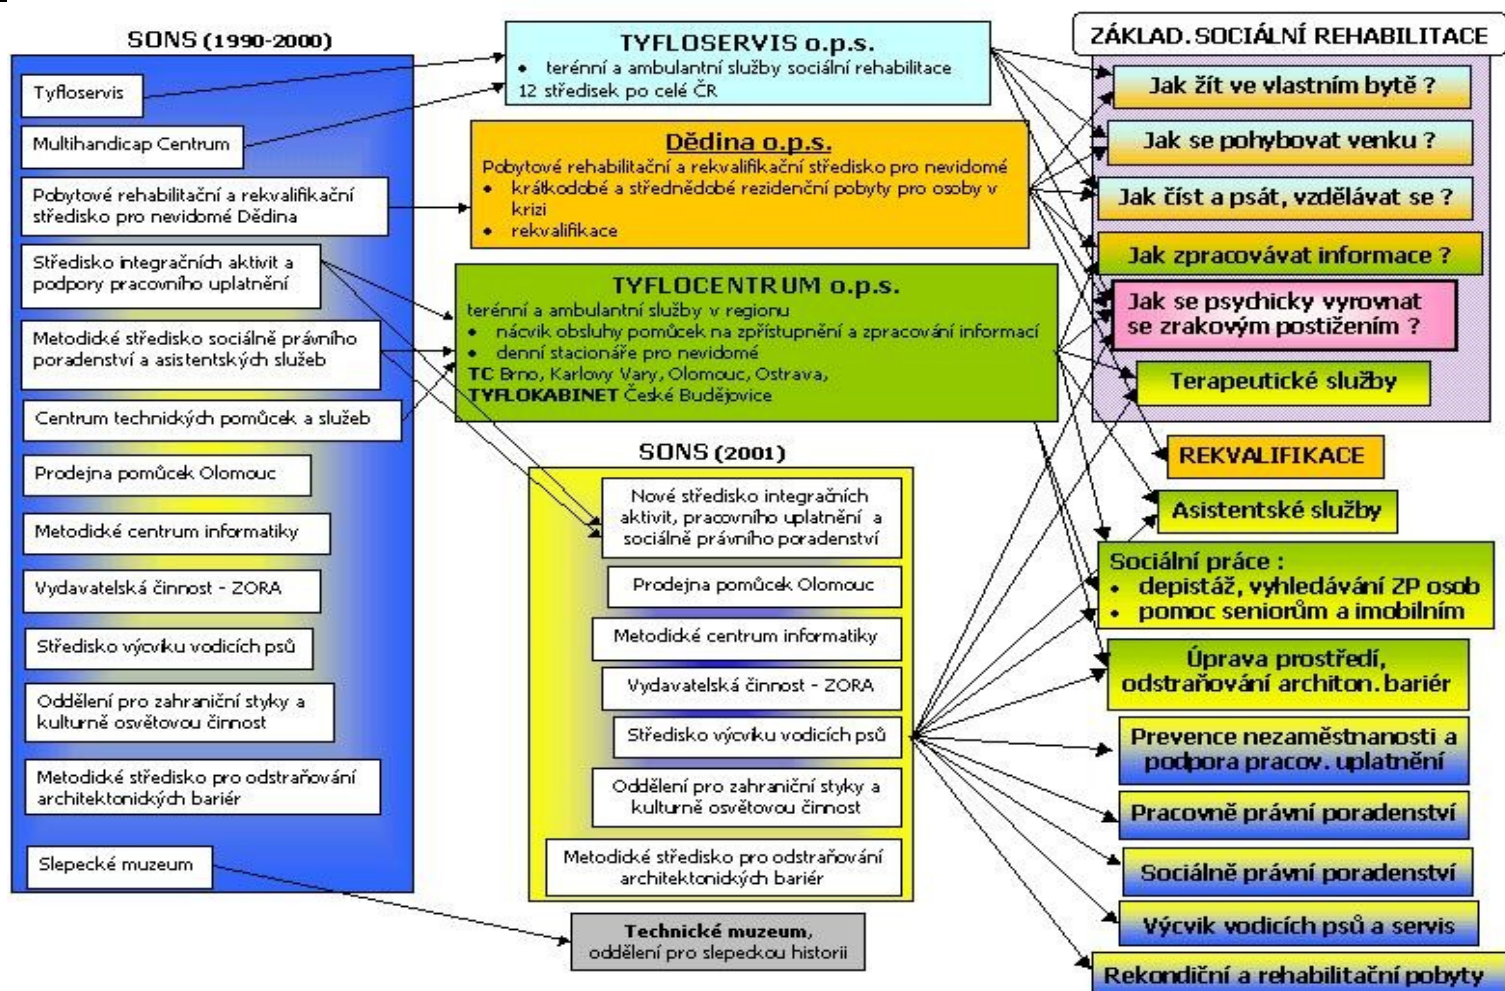 SONS (1990-2000)
Tyfloservis
Multihandicap Centrum
Pobytové rehabilitační a rekvalifikační
středisko pro nevidomé Dědina
Středisko integračních aktivit a
podpory pracovního uplatnění
Metodické středisko sociálně právního
poradenství a asistentských služeb
Centrum technických pomůcek a služeb
Prodejna pomůcek Olomouc
Metodické centrum informatiky
Vydavatelská činnost - ZORA
Středisko výcviku vodicích psů
Oddělení pro zahraniční styky a
kulturně osvětovou činnost
Metodické středisko pro odstraňování
architektonických bariér
Slepecké muzeum
TYFLOSERVIS o.p.s.
• terénní a ambulantní služby sociální rehabilitace
12 středisek po celé ČR
Dědina o.p.s.
Pobytové rehabilitační a rekvalifikační středisko pro nevidomé
• krátkodobé a střednědobé rezidenční pobyty pro osoby v
krizi
• rekvalifikace
TYFLOCENTRUM o.p.s.
terénní a ambulantní služby v regionu
• nácvik obsluhy pomůcek na zpřístupnění a zpracování informací
• denní stacionáře pro nevidomé
TC Brno, Karlovy Vary, Olomouc, Ostrava,
TYFLOKABINET České Budějovice
SONS (2001)
Nové středisko integračních
aktivit, pracovního uplatnění a
sociálně právního poradenství
Prodejna pomůcek Olomouc
Metodické centrum informatiky
Vydavatelská činnost - ZORA
Středisko výcviku vodicích psů
Oddělení pro zahraniční styky a
kulturně osvětovou činnost
Metodické středisko pro odstraňování
architektonických bariér
Technické muzeum,
oddělení pro slepeckou historii
ZÁKLAD. SOCIÁLNÍ REHABILITACE
Jak žít ve vlastním bytě ?
Jak se pohybovat venku ?
Jak číst a psát, vzdělávat se ?
Jak zpracovávat informace ?
Jak se psychicky vyrovnat
se zrakovým postižením ?
Terapeutické služby
REKVALIFIKACE
Asistentské služby
Sociální práce :
• depistáž, vyhledávání ZP osob
• pomoc seniorům a imobilním
Úprava prostředí,
odstraňování architon. bariér
Prevence nezaměstnanosti a
podpora pracov. uplatnění
Pracovně právní poradenství
Sociálně právní poradenství
Výcvik vodicích psů a servis
Rekondiční a rehabilitační pobyty